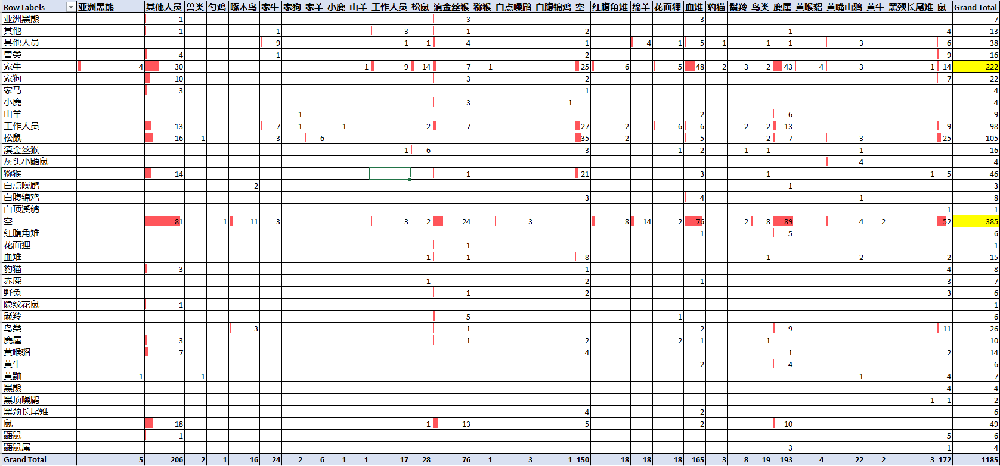 Row Labels 亚洲黑熊 其他人员 兽类 勺鸡 啄木鸟 家牛 家狗 家羊 小鹿 山羊 工作人员 松鼠 滇金丝猴 猕猴 白点噪鹛 白腹锦鸡 空 红腹角雉 绵羊 花面狸 血雉 豹猫 鬣羚 鸟类 麂属 黄喉貂 黄嘴山鸦 黄牛 黑颈长尾雉 鼠 Grand Total
亚洲黑熊 1 3 3 7
其他 1 1 3 1 2 1 4 13
其他人员 9 1 1 4 1 4 1 5 1 1 1 3 6 38
兽类 4 1 2 9 16
家牛 4 30 1 9 14 7 1 25 6 5 48 2 3 2 43 4 3 1 14 222
家狗 10 3 2 7 22
家马 3 1 4
小麂 3 1 4
山羊 1 2 6 9
工作人员 13 7 1 1 2 7 27 2 6 6 2 2 13 9 98
松鼠 16 1 3 6 35 2 5 2 7 3 25 105
滇金丝猴 1 6 3 1 2 1 1 1 16
灰头小鼯鼠 4 4
猕猴 14 1 21 3 1 1 5 46
白点噪鹛 2 1 3
白腹锦鸡 3 4 1 8
白顶溪鸲 1 1
空 81 1 11 3 3 2 24 3 8 14 2 76 2 8 89 4 2 52 385
红腹角雉 1 5 6
花面狸 1 1
血雉 1 1 8 1 2 2 15
豹猫 3 1 4 8
赤麂 1 2 1 3 7
野兔 1 2 3 6
隐纹花鼠 1 1
鬣羚 5 1 6
鸟类 3 1 2 9 11 26
麂属 3 1 2 2 1 1 10
黄喉貂 7 4 1 2 14
黄牛 2 4 6
黄鼬 1 1 1 4 7
黑熊 4 4
黑顶噪鹛 1 1 2
黑颈长尾雉 4 2 6
鼠 18 1 13 5 2 10 49
鼯鼠 1 5 6
鼯鼠属 3 1 4
Grand Total 5 206 2 1 16 24 2 6 1 1 17 28 76 1 3 1 150 18 18 18 165 3 8 19 193 4 22 2 3 172 1185